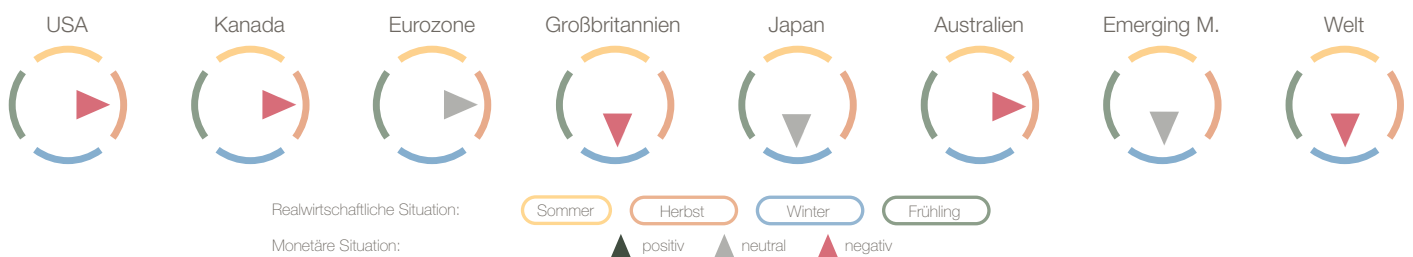 USA Kanada Eurozone Großbritannien Japan Australien Emerging M. Welt
Realwirtschaftliche Situation: Sommer Herbst Winter Frühling
Monetäre Situation: positiv neutral negativ